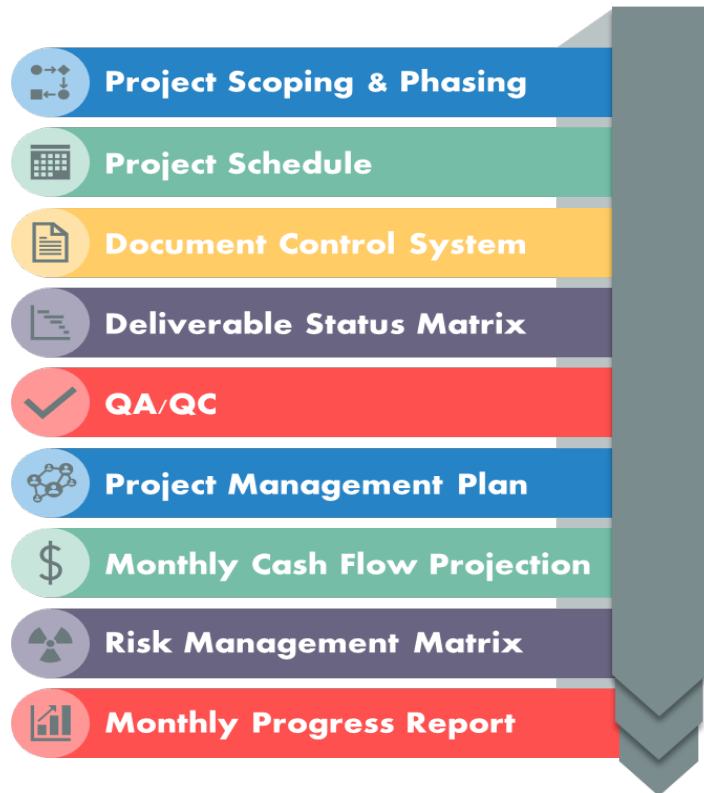 Project Scoping & Phasing
Project Schedule
Document Control System
Deliverable Status Matrix
QA/QC
Project Management Plan
Monthly Cash Flow Projection
Risk Management Matrix
Monthly Progress Report